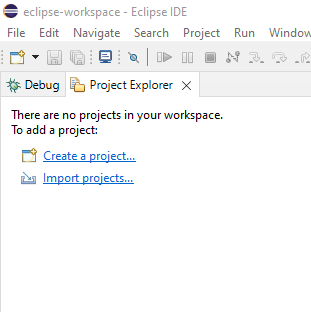 eclipse-workspace - Eclipse IDE
File Edit Navigate Search Project Run Window
Debug Project Explorer
There are no projects in your workspace.
To add a project:
Create a project...
Import projects...